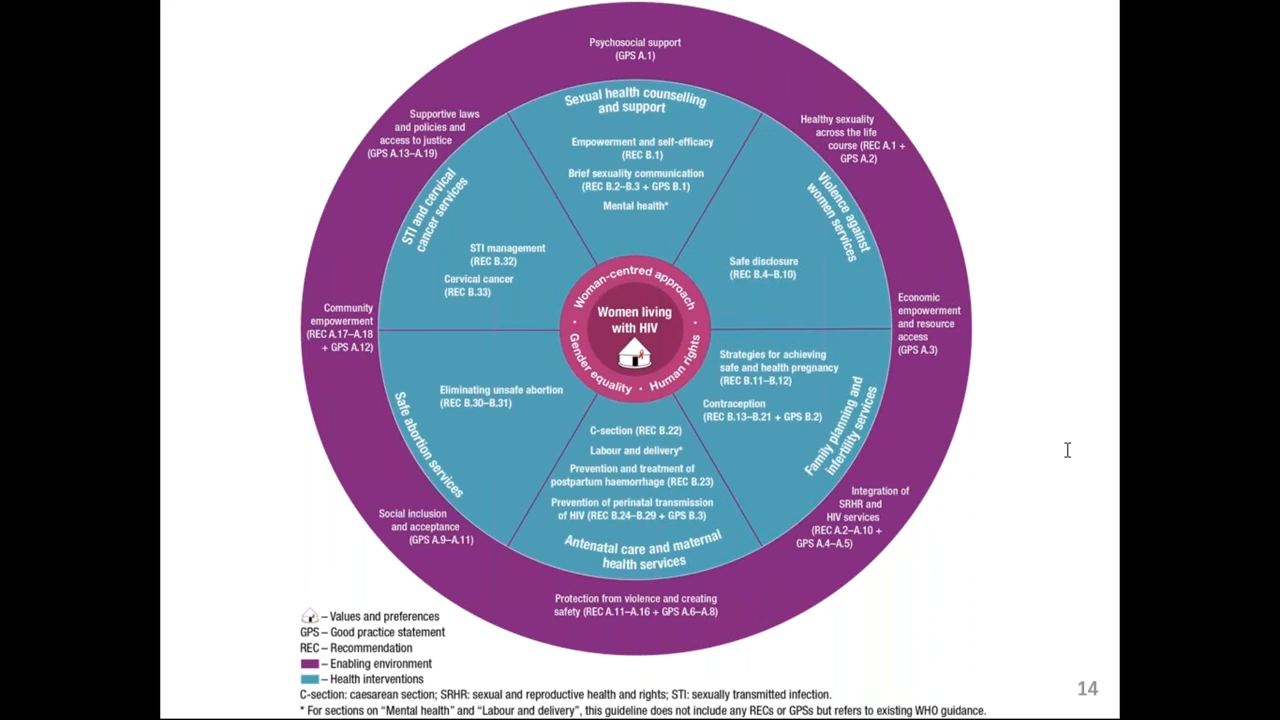 Psychosocial support
(GPS A.1)
Healthy sexuality
across the life
course (REC A.1 +
GPS A.2)
Economic
empowerment
and resource
access
(GPS A.3)
Integration of
SRHR and
HIV services
(REC A.2–A.10 +
GPS A.4–A.5)
Protection from violence and creating
safety (REC A.11–A.16 + GPS A.6–A.8)
Social inclusion
and acceptance
(GPS A.9–A.11)
Community
empowerment
(REC A.17–A.18
+ GPS A.12)
Supportive laws
and policies and
access to justice
(GPS A.13–A.19)
Sexual health counselling
and support
Empowerment and self-efficacy
(REC B.1)
Brief sexuality communication
(REC B.2–B.3 + GPS B.1)
Mental health*
Violence against
women services
Safe disclosure
(REC B.4–B.10)
Strategies for achieving
safe and health pregnancy
(REC B.11–B.12)
Contraception
(REC B.13–B.21 + GPS B.2)
Family planning and
infertility services
C-section (REC B.22)
Labour and delivery*
Prevention and treatment of
postpartum haemorrhage (REC B.23)
Prevention of perinatal transmission
of HIV (REC B.24–B.29 + GPS B.3)
Antenatal care and maternal
health services
Eliminating unsafe abortion
(REC B.30–B.31)
Safe abortion services
STI and cervical
cancer services
STI management
(REC B.32)
Cervical cancer
(REC B.33)
Woman-centred approach
· Human rights ·
Gender equality ·
Women living
with HIV
– Values and preferences
GPS – Good practice statement
REC – Recommendation
– Enabling environment
– Health interventions
C-section: caesarean section; SRHR: sexual and reproductive health and rights; STI: sexually transmitted infection.
* For sections on “Mental health” and “Labour and delivery”, this guideline does not include any RECs or GPSs but refers to existing WHO guidance.
14